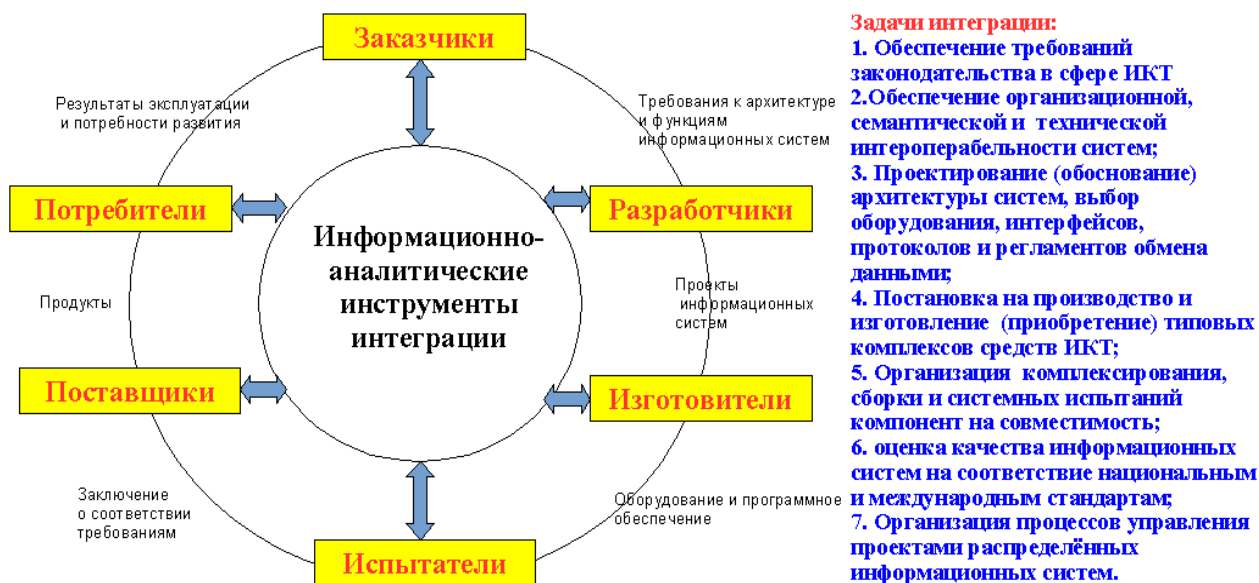 Заказчики
Результаты эксплуатации
и потребности развития
Требования к архитектуре
и функциям
информационных систем
Потребители
Разработчики
Информационно-
аналитические
инструменты
интеграции
Продукты
Проекты
информационных
систем
Поставщики
Изготовители
Заключение
о соответствии
требованиям
Оборудование и программное
обеспечение
Испытатели
Задачи интеграции:
1. Обеспечение требований
законодательства в сфере ИКТ
2.Обеспечение организационной,
семантической и технической
интероперабельности систем;
3. Проектирование (обоснование)
архитектуры систем, выбор
оборудования, интерфейсов,
протоколов и регламентов обмена
данными;
4. Постановка на производство и
изготовление (приобретение) типовых
комплексов средств ИКТ;
5. Организация комплексирования,
сборки и системных испытаний
компонент на совместимость;
6. оценка качества информационных
систем на соответствие национальным
и международным стандартам;
7. Организация процессов управления
проектами распределённых
информационных систем.